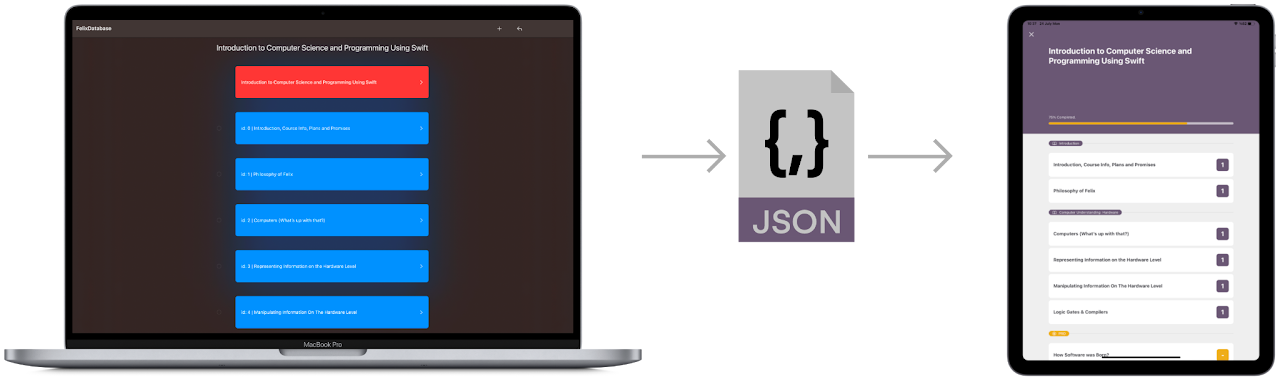 FelisDatabase
Introduction to Computer Science and Programming Using Swift
Introduction to Computer Science and Programming Using Swift
id: 0 | Introduction, Course Info, Plans and Promises
id: 1 | Philosophy of Felis
id: 2 | Computers (What's up with that?)
id: 3 | Representing Information on the Hardware Level
id: 4 | Manipulating Information On The Hardware Level
MacBook Pro
{,}
JSON
Introduction to Computer Science and
Programming Using Swift
Introduction
Introduction, Course Info, Plans and Promises
1
Philosophy of Felis
1
Computer Understanding: Hardware
Computers (What's up with that?)
1
Representing Information on the Hardware Level
1
Manipulating Information On The Hardware Level
1
Logic Gates & Compilers
1
How Software was Born?